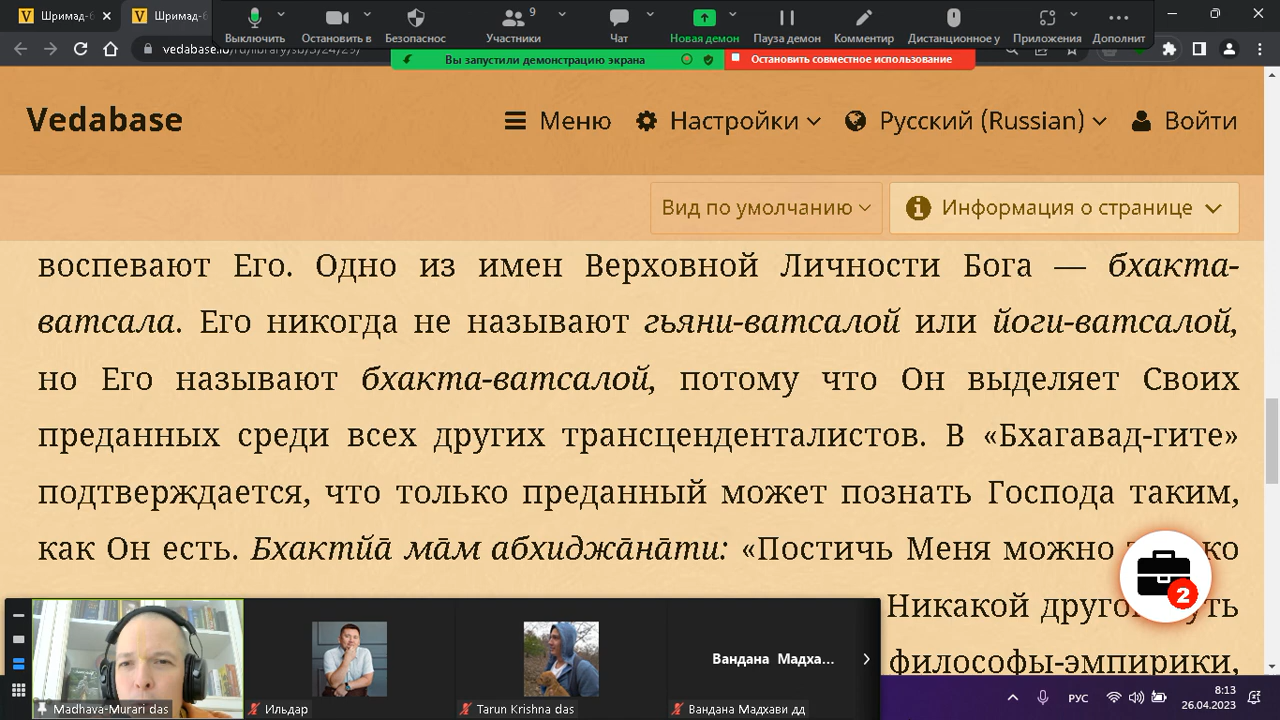 Шримад-б
Шримад-б
9
Выключить
Остановить в
Безопаснос
Участники
Чат
Новая демон
Пауза демон
Комментир
Дистанционное у
Приложения
Дополнит
vedabase.io/ru/library/sb/3/24/29/
Вы запустили демонстрацию экрана
Остановить совместное использование
Vedabase
Меню
Настройки
Русский (Russian)
Войти
Вид по умолчанию
Информация о странице
воспевают Его. Одно из имен Верховной Личности Бога — бхакта-
ватсала. Его никогда не называют гьяни-ватсалой или йоги-ватсалой,
но Его называют бхакта-ватсалой, потому что Он выделяет Своих
преданных среди всех других трансценденталистов. В «Бхагавад-гите»
подтверждается, что только преданный может познать Господа таким,
как Он есть. Бхактйа̄ ма̄м абхиджа̄на̄ти: «Постичь Меня можно
2
Никакой
философы-эмпирики,
Madhava-Murari das
Ильдар
Tarun Krishna das
Вандана Мадха...
Вандана Мадхави дд
РУС
8:13
26.04.2023